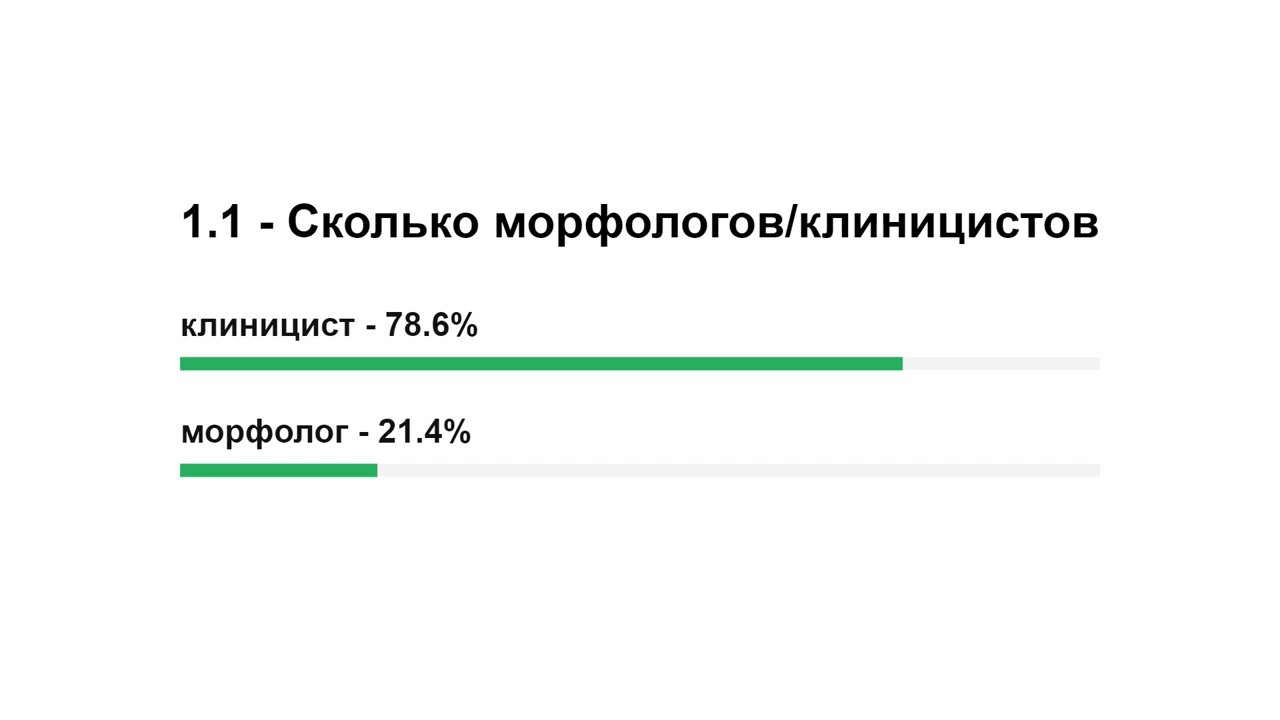 1.1 - Сколько морфологов/клиницистов
клиницист - 78.6%
морфолог - 21.4%